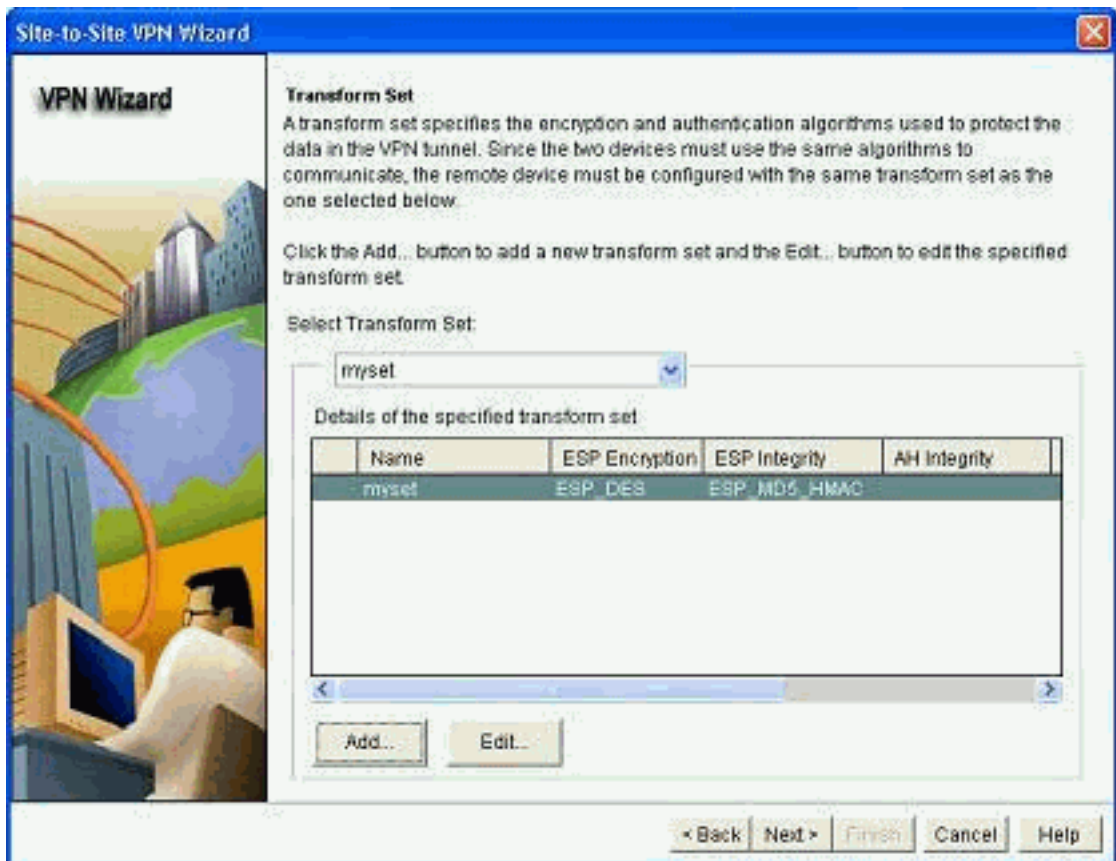 Site-to-Site VPN Wizard
VPN Wizard
Transform Set
A transform set specifies the encryption and authentication algorithms used to protect the
data in the VPN tunnel. Since the two devices must use the same algorithms to
communicate, the remote device must be configured with the same transform set as the
one selected below.
Click the Add... button to add a new transform set and the Edit... button to edit the specified
transform set.
Select Transform Set:
myset
Details of the specified transform set
Name ESP Encryption ESP Integrity AH Integrity
myset ESP_DES ESP_MD5_HMAC
Add... Edit...
< Back Next > Finish Cancel Help